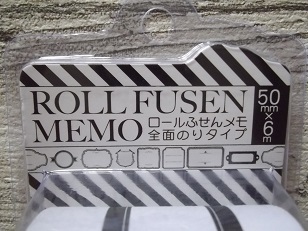 ROLL FUSEN
MEMO
ロールふせんメモ
全面のりタイプ
50mm
×
6m